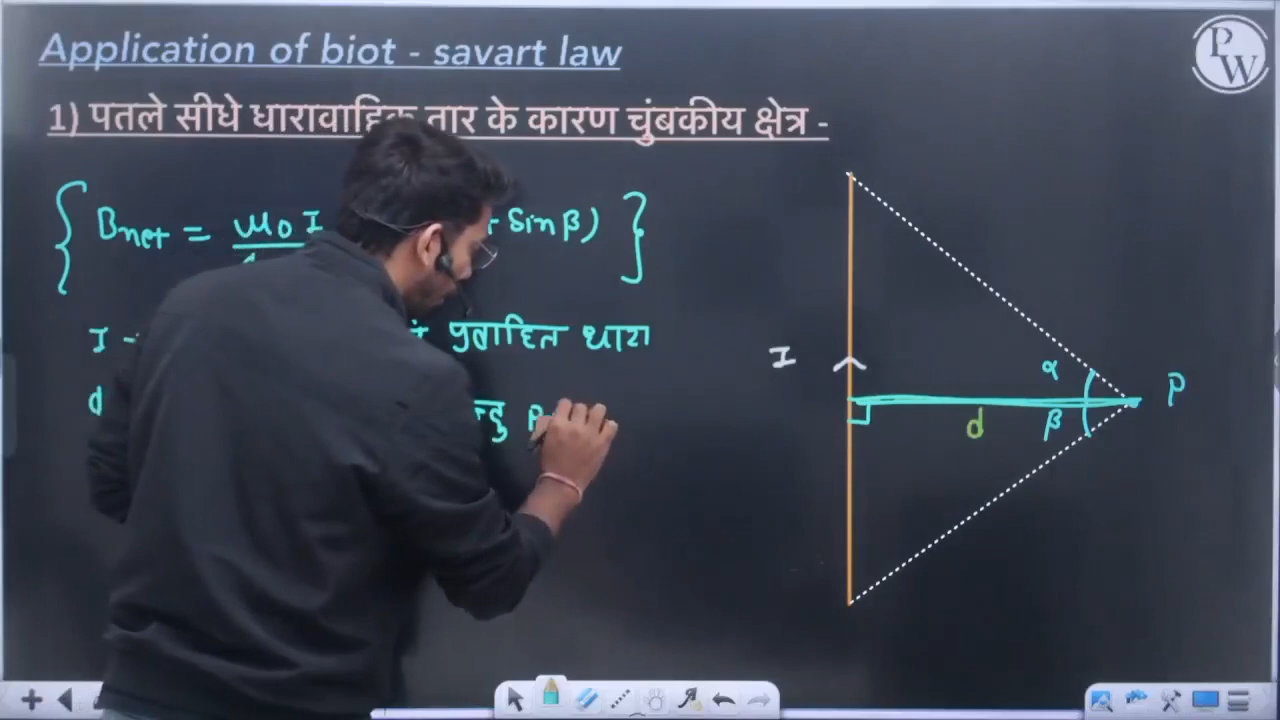 Application of biot - savart law
PW
1) पतले सीधे धारावाहिक तार के कारण चुंबकीय क्षेत्र -
Bnet = μ0 I + Sin β)
I - प्रवाहित धारा
d P
I
α
β
d
P